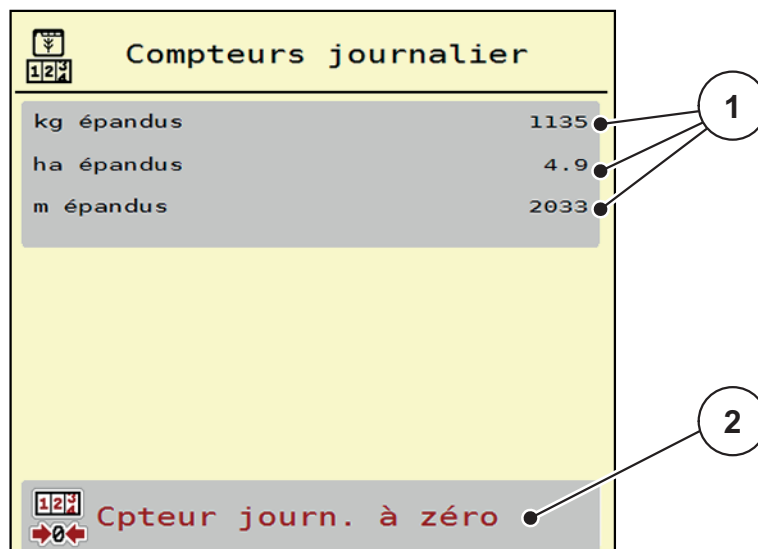 Compteurs journalier
kg épandus 1135
ha épandus 4.9
m épandus 2033
Cpteur journ. à zéro
1
2